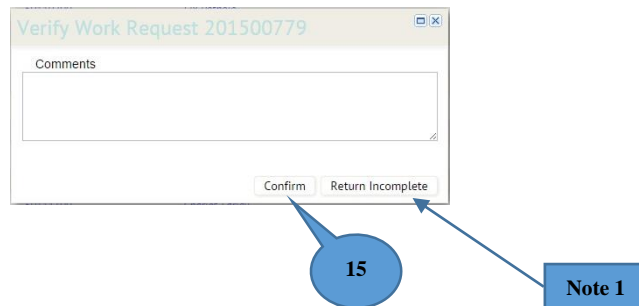 Verify Work Request 201500779
Comments
Confirm
Return Incomplete
15
Note 1